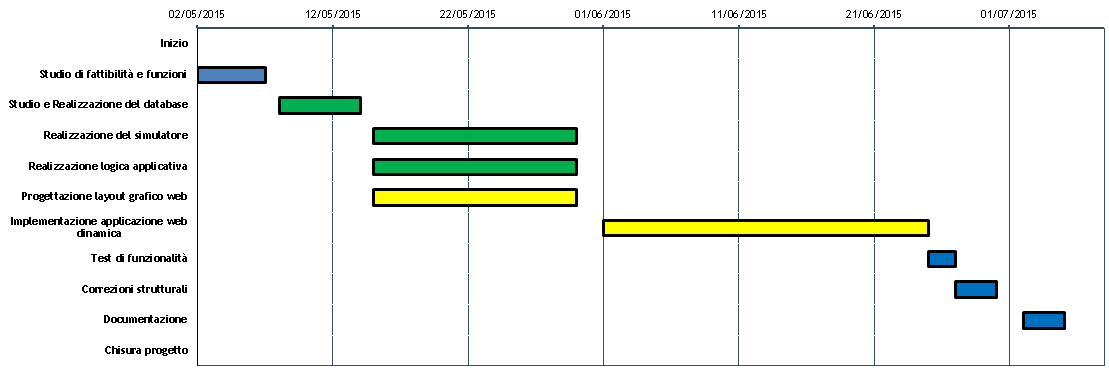 02/05/2015 12/05/2015 22/05/2015 01/06/2015 11/06/2015 21/06/2015 01/07/2015
Inizio
Studio di fattibilità e funzioni
Studio e Realizzazione del database
Realizzazione del simulatore
Realizzazione logica applicativa
Progettazione layout grafico web
Implementazione applicazione web
dinamica
Test di funzionalità
Correzioni strutturali
Documentazione
Chisura progetto